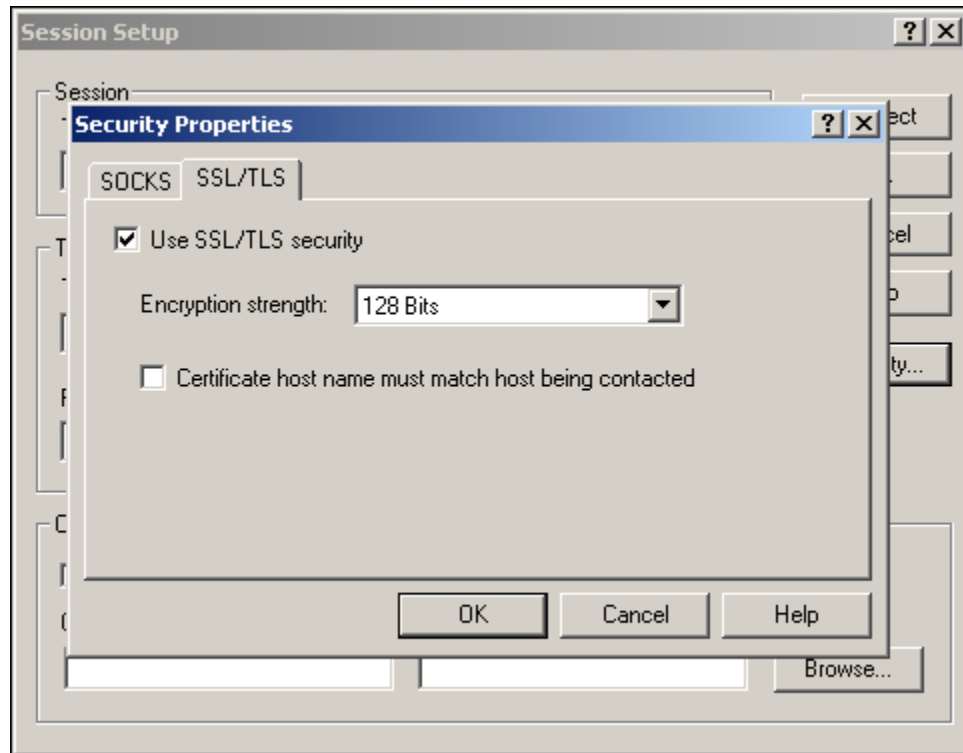 Session Setup
Session
Security Properties
SOCKS
SSL/TLS
Use SSL/TLS security
Encryption strength: 128 Bits
Certificate host name must match host being contacted
OK Cancel Help
Browse...